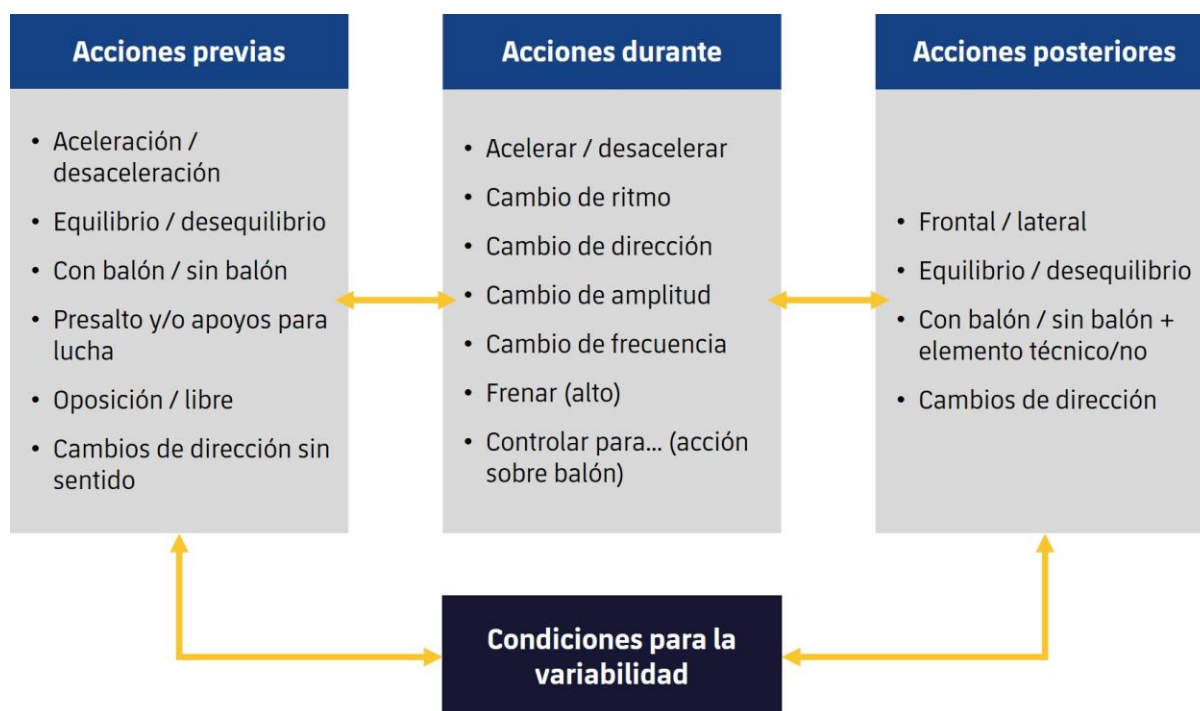 Acciones previas
• Aceleración /
desaceleración
• Equilibrio / desequilibrio
• Con balón / sin balón
• Presalto y/o apoyos para
lucha
• Oposición / libre
• Cambios de dirección sin
sentido
Acciones durante
• Acelerar / desacelerar
• Cambio de ritmo
• Cambio de dirección
• Cambio de amplitud
• Cambio de frecuencia
• Frenar (alto)
• Controlar para... (acción
sobre balón)
Acciones posteriores
• Frontal / lateral
• Equilibrio / desequilibrio
• Con balón / sin balón +
elemento técnico/no
• Cambios de dirección
Condiciones para la
variabilidad